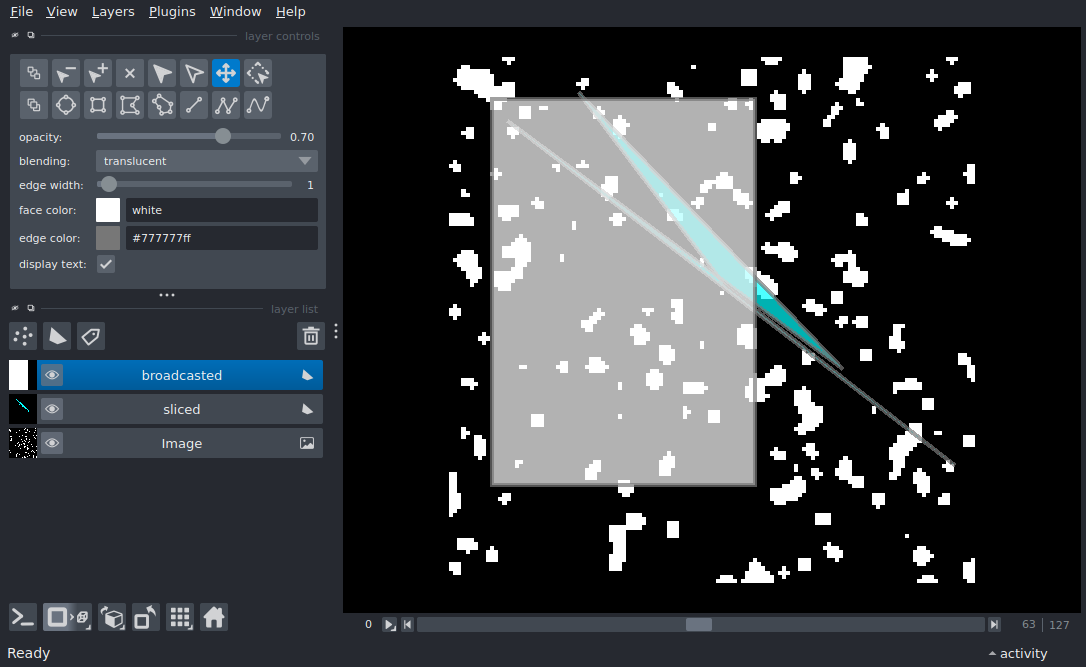 File View Layers Plugins Window Help
layer controls
opacity: 0.70
blending: translucent
edge width: 1
face color: white
edge color: #777777ff
display text:
layer list
broadcasted
sliced
Image
0 63 127
Ready activity